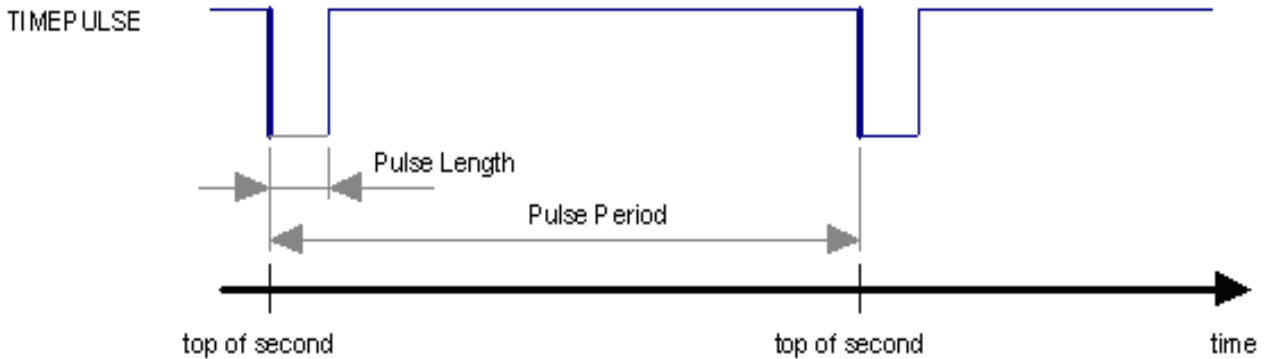 TIMEPULSE
Pulse Length
Pulse Period
top of second
top of second
time